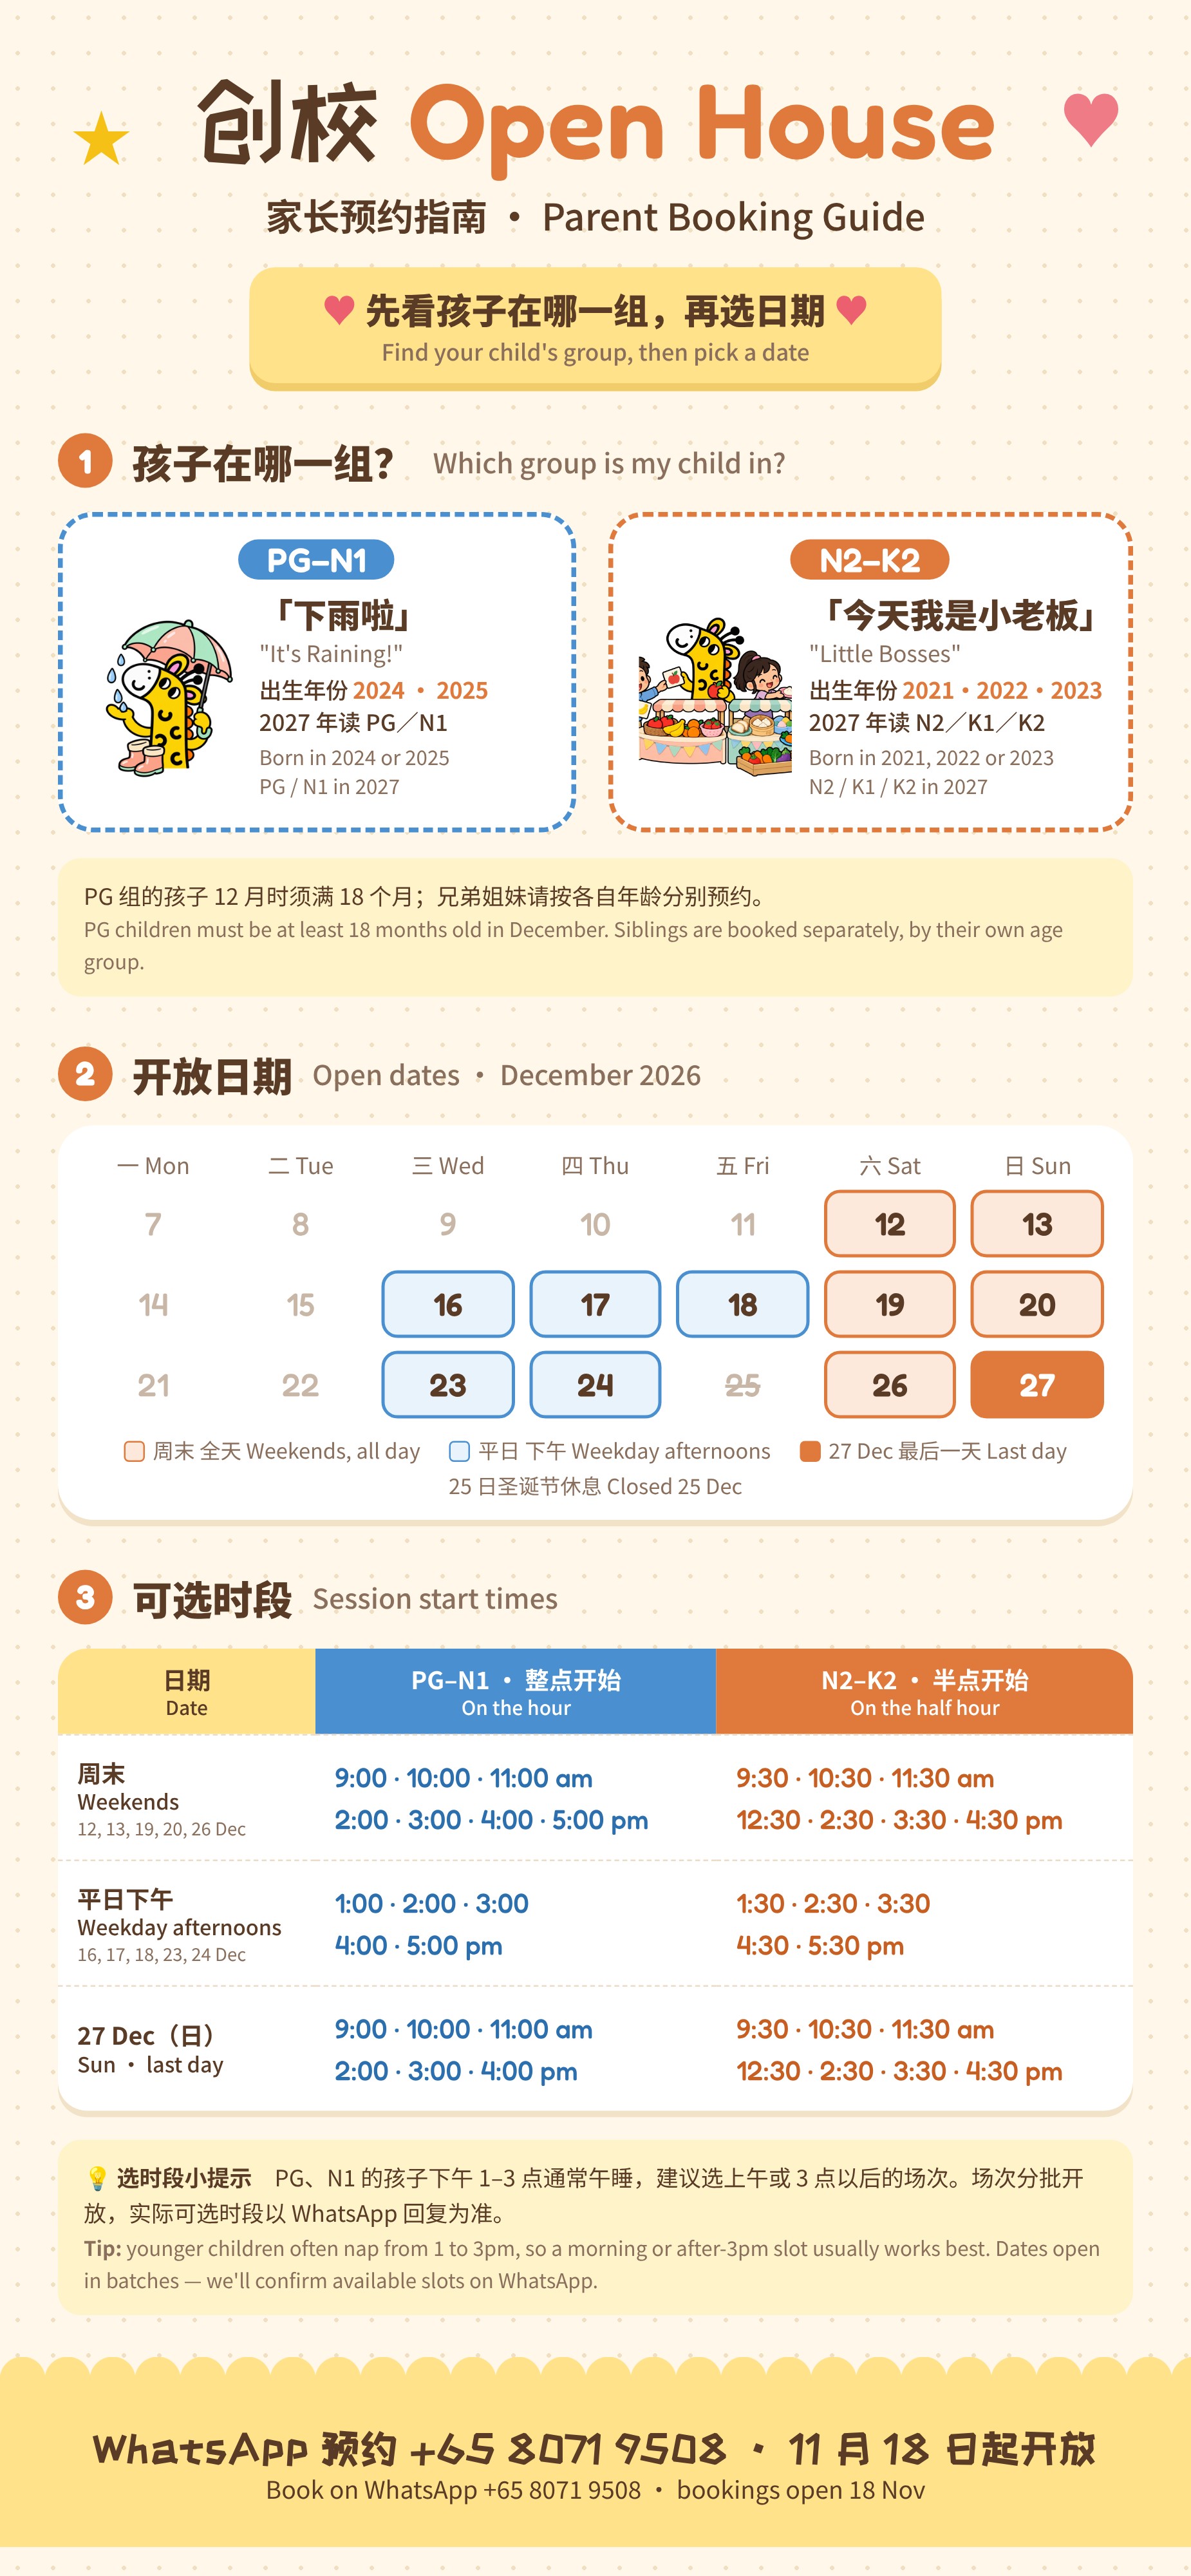 创校 Open House
家长预约指南 · Parent Booking Guide
先看孩子在哪一组，再选日期
Find your child's group, then pick a date
1 孩子在哪一组？ Which group is my child in?
PG–N1
「下雨啦」
"It's Raining!"
出生年份 2024 · 2025
2027 年读 PG／N1
Born in 2024 or 2025
PG / N1 in 2027
N2–K2
「今天我是小老板」
"Little Bosses"
出生年份 2021 · 2022 · 2023
2027 年读 N2／K1／K2
Born in 2021, 2022 or 2023
N2 / K1 / K2 in 2027
PG 组的孩子 12 月时须满 18 个月；兄弟姐妹请按各自年龄分别预约。
PG children must be at least 18 months old in December. Siblings are booked separately, by their own age
group.
2 开放日期 Open dates · December 2026
一 Mon 二 Tue 三 Wed 四 Thu 五 Fri 六 Sat 日 Sun
7 8 9 10 11 12 13
14 15 16 17 18 19 20
21 22 23 24 25 26 27
周末 全天 Weekends, all day 平日 下午 Weekday afternoons 27 Dec 最后一天 Last day
25 日圣诞节休息 Closed 25 Dec
3 可选时段 Session start times
日期
Date
PG–N1 · 整点开始
On the hour
N2–K2 · 半点开始
On the half hour
周末
Weekends
12, 13, 19, 20, 26 Dec
9:00 · 10:00 · 11:00 am
2:00 · 3:00 · 4:00 · 5:00 pm
9:30 · 10:30 · 11:30 am
12:30 · 2:30 · 3:30 · 4:30 pm
平日下午
Weekday afternoons
16, 17, 18, 23, 24 Dec
1:00 · 2:00 · 3:00
4:00 · 5:00 pm
1:30 · 2:30 · 3:30
4:30 · 5:30 pm
27 Dec（日）
Sun · last day
9:00 · 10:00 · 11:00 am
2:00 · 3:00 · 4:00 pm
9:30 · 10:30 · 11:30 am
12:30 · 2:30 · 3:30 · 4:30 pm
💡 选时段小提示 PG、N1 的孩子下午 1–3 点通常午睡，建议选上午或 3 点以后的场次。场次分批开
放，实际可选时段以 WhatsApp 回复为准。
Tip: younger children often nap from 1 to 3pm, so a morning or after-3pm slot usually works best. Dates open
in batches — we'll confirm available slots on WhatsApp.
WhatsApp 预约 +65 8071 9508 · 11 月 18 日起开放
Book on WhatsApp +65 8071 9508 · bookings open 18 Nov